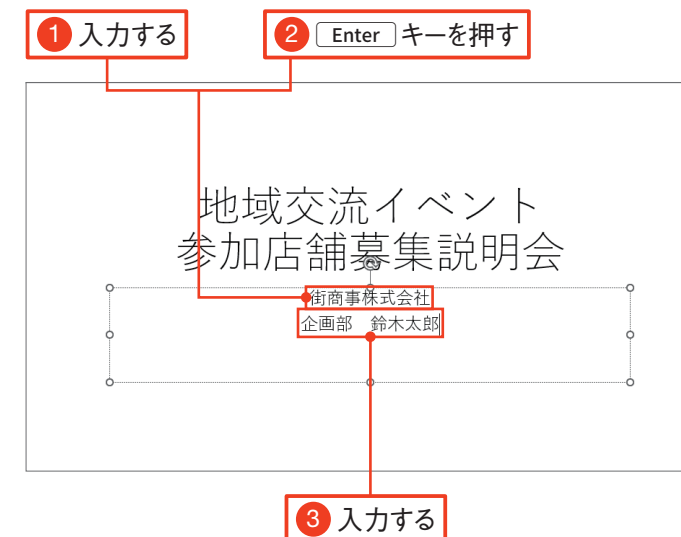 1 入力する
2 Enter キーを押す
地域交流イベント
参加店舗募集説明会
街商事株式会社
企画部　鈴木太郎
3 入力する